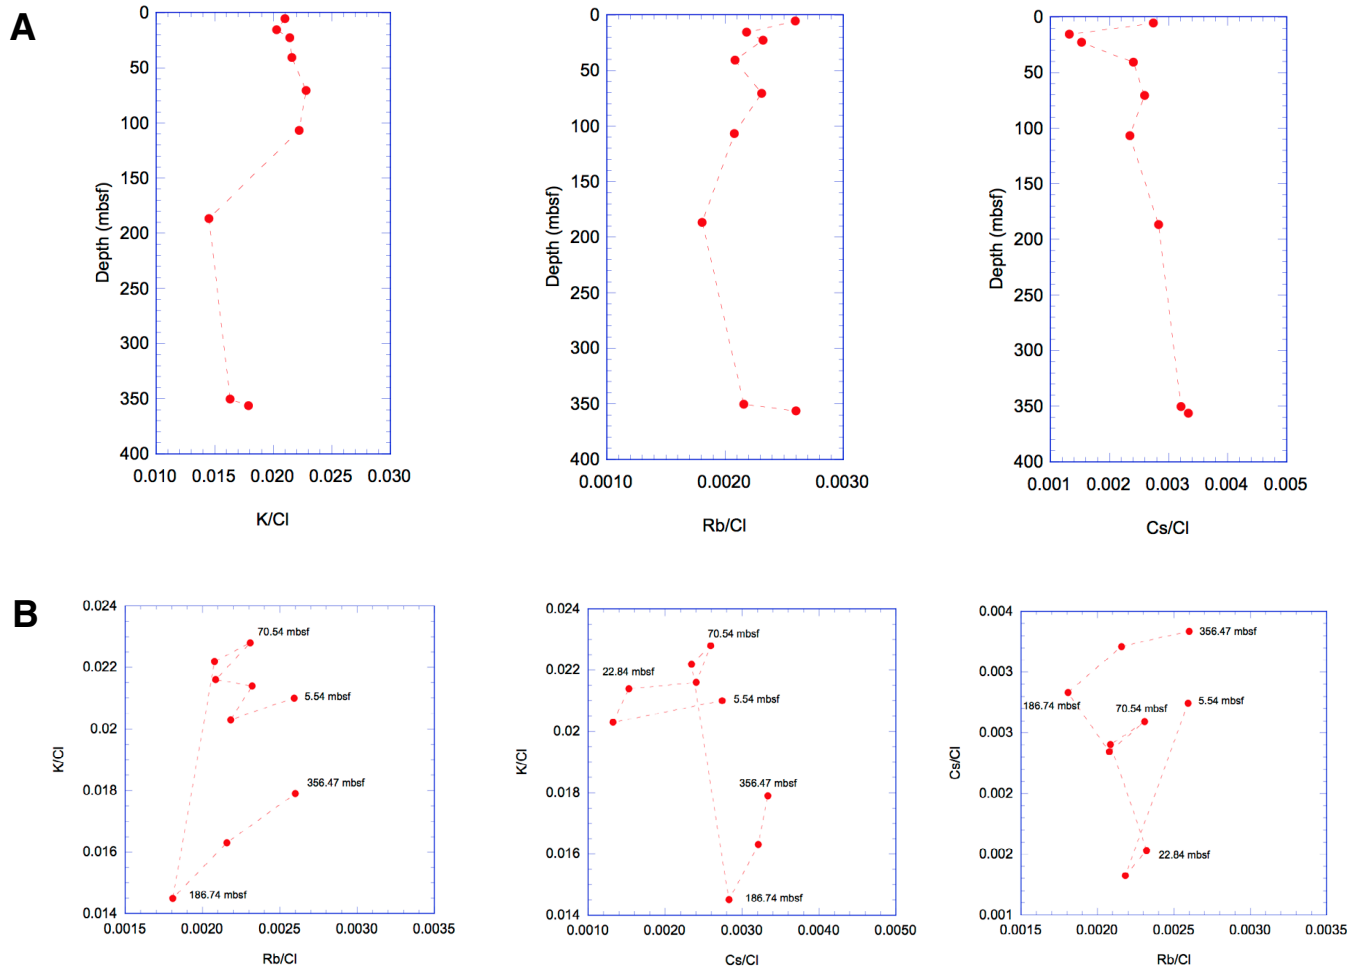 A
0
50
100
150
200
250
300
350
400
Depth (mbsf)
0.010 0.015 0.020 0.025 0.030
K/Cl
0
50
100
150
200
250
300
350
400
Depth (mbsf)
0.0010 0.0020 0.0030
Rb/Cl
0
50
100
150
200
250
300
350
400
Depth (mbsf)
0.001 0.002 0.003 0.004 0.005
Cs/Cl
B
0.024
0.022
0.02
0.018
0.016
0.014
K/Cl
70.54 mbsf
5.54 mbsf
356.47 mbsf
186.74 mbsf
0.0015 0.0020 0.0025 0.0030 0.0035
Rb/Cl
0.024
0.022
0.02
0.018
0.016
0.014
K/Cl
70.54 mbsf
22.84 mbsf
5.54 mbsf
356.47 mbsf
186.74 mbsf
0.0010 0.0020 0.0030 0.0040 0.0050
Cs/Cl
0.004
0.003
0.003
0.002
0.002
0.001
Cs/Cl
356.47 mbsf
186.74 mbsf
70.54 mbsf
5.54 mbsf
22.84 mbsf
0.0015 0.0020 0.0025 0.0030 0.0035
Rb/Cl